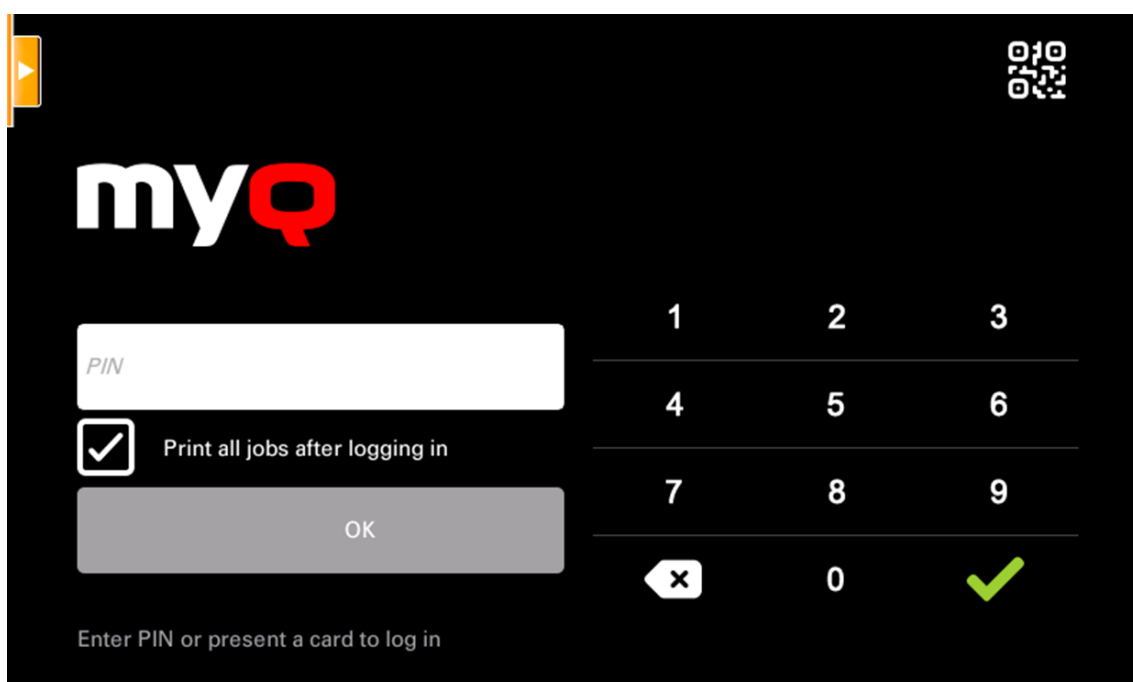 myQ
PIN
Print all jobs after logging in
OK
Enter PIN or present a card to log in
1 2 3
4 5 6
7 8 9
0